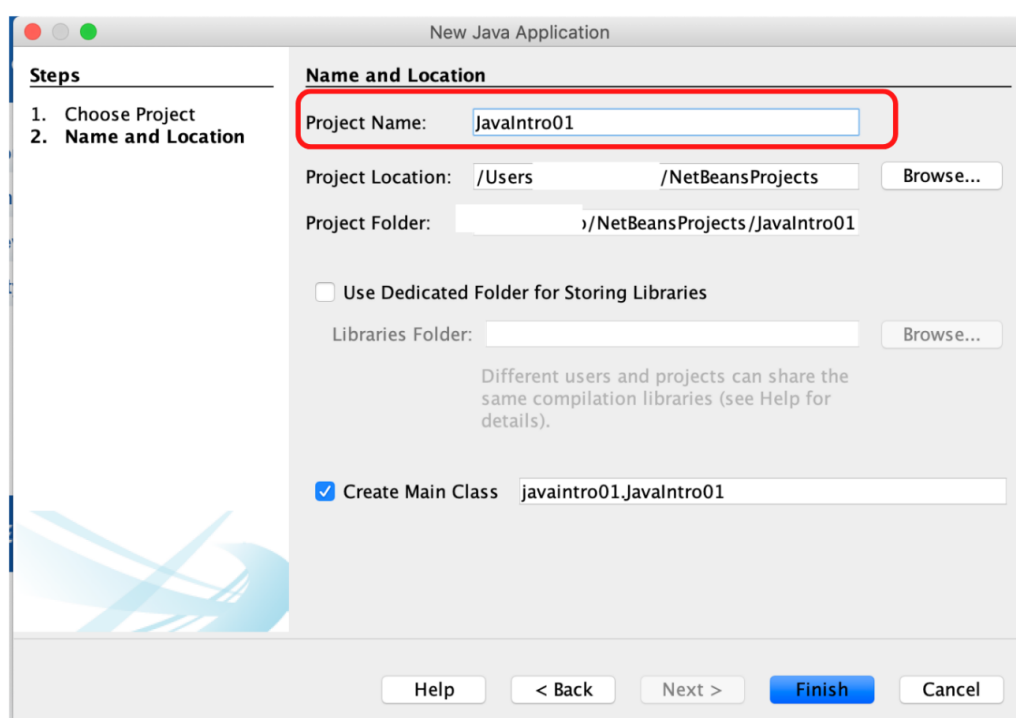 New Java Application
Steps
1. Choose Project
2. Name and Location
Name and Location
Project Name: JavaIntro01
Project Location: /Users /NetBeansProjects Browse...
Project Folder: /NetBeansProjects/JavaIntro01
Use Dedicated Folder for Storing Libraries
Libraries Folder: Browse...
Different users and projects can share the
same compilation libraries (see Help for
details).
Create Main Class javaintro01.JavaIntro01
Help < Back Next > Finish Cancel